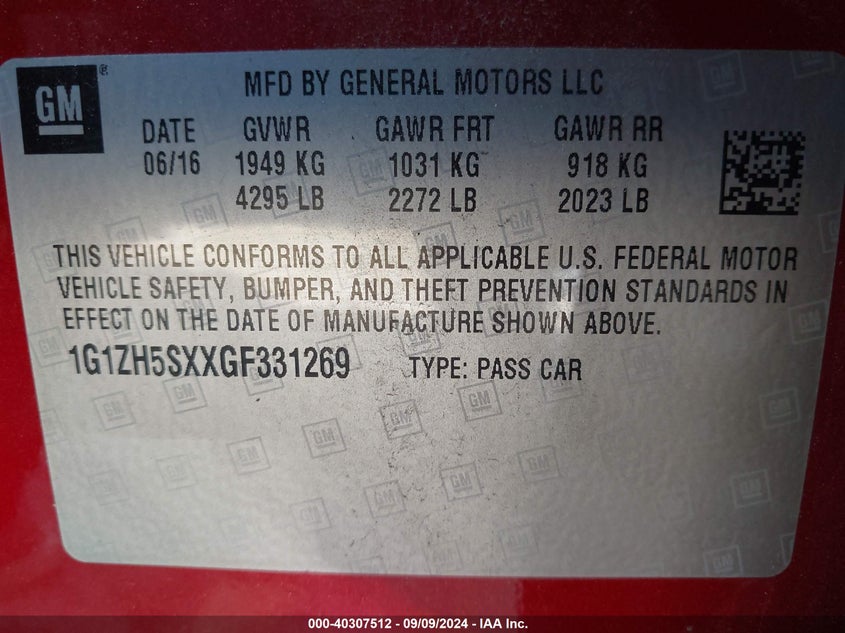 GM ® MFD BY GENERAL MOTORS LLC
DATE GVWR GAWR FRT GAWR RR
06/16 1949 KG 1031 KG 918 KG
4295 LB 2272 LB 2023 LB
THIS VEHICLE CONFORMS TO ALL APPLICABLE U.S. FEDERAL MOTOR
VEHICLE SAFETY, BUMPER, AND THEFT PREVENTION STANDARDS IN
EFFECT ON THE DATE OF MANUFACTURE SHOWN ABOVE.
1G1ZH5SXXGF331269 TYPE: PASS CAR
000-40307512 - 09/09/2024 - IAA Inc.